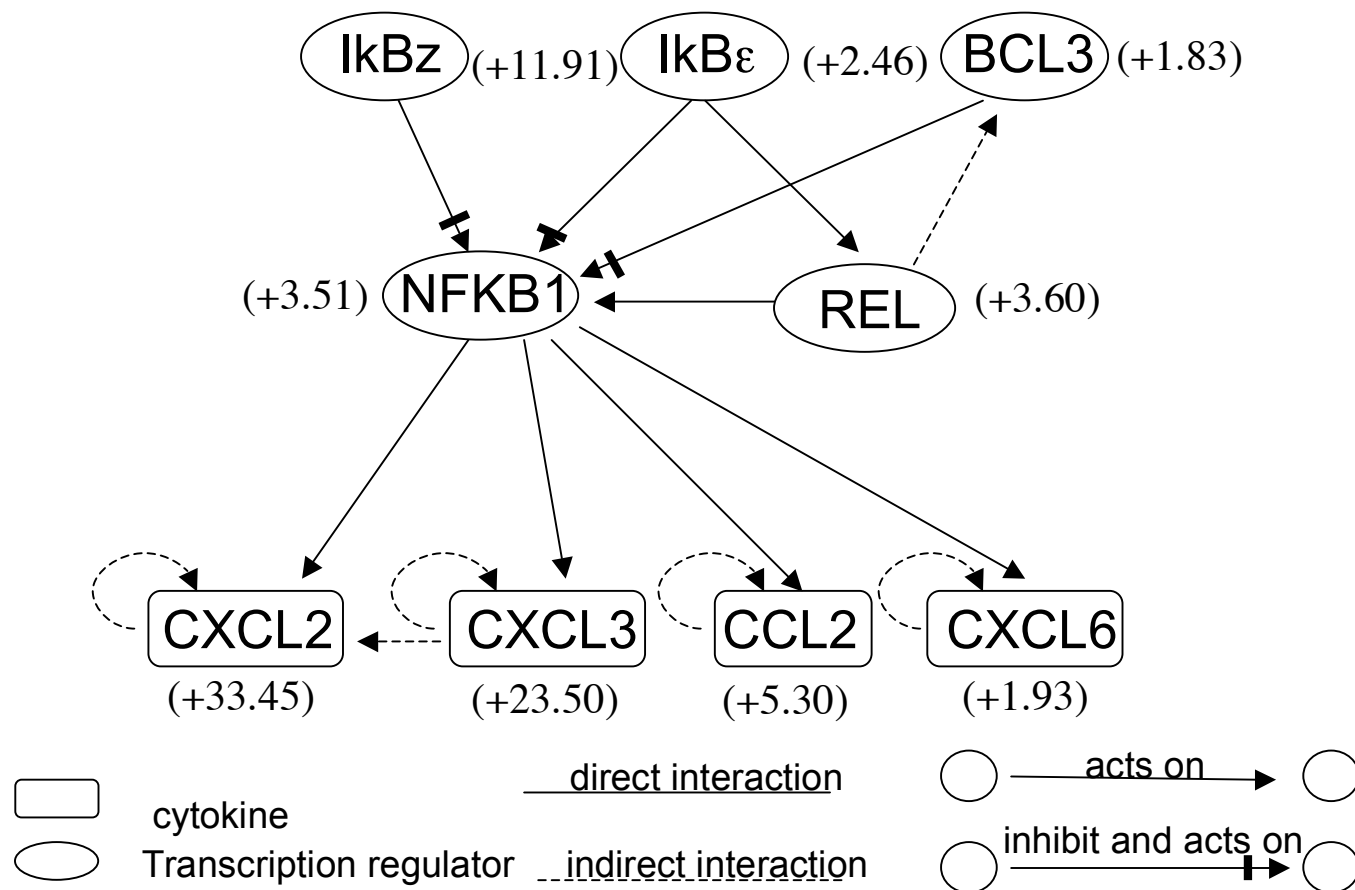 IkBz (+11.91) IkBε (+2.46) BCL3 (+1.83)
(+3.51) NFKB1 REL (+3.60)
CXCL2 CXCL3 CCL2 CXCL6
(+33.45) (+23.50) (+5.30) (+1.93)
direct interaction acts on
cytokine
inhibit and acts on
Transcription regulator indirect interaction